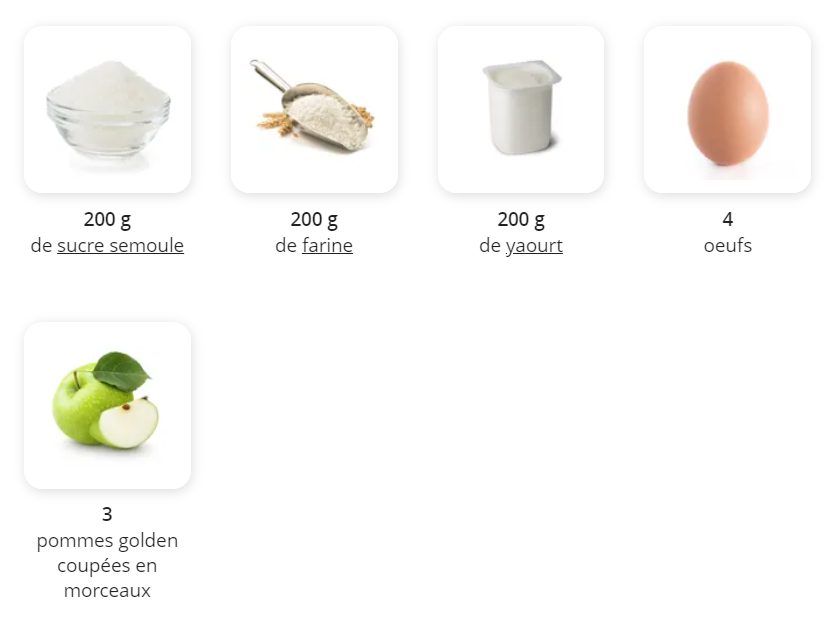 200 g
de sucre semoule
200 g
de farine
200 g
de yaourt
4
oeufs
3
pommes golden
coupées en
morceaux